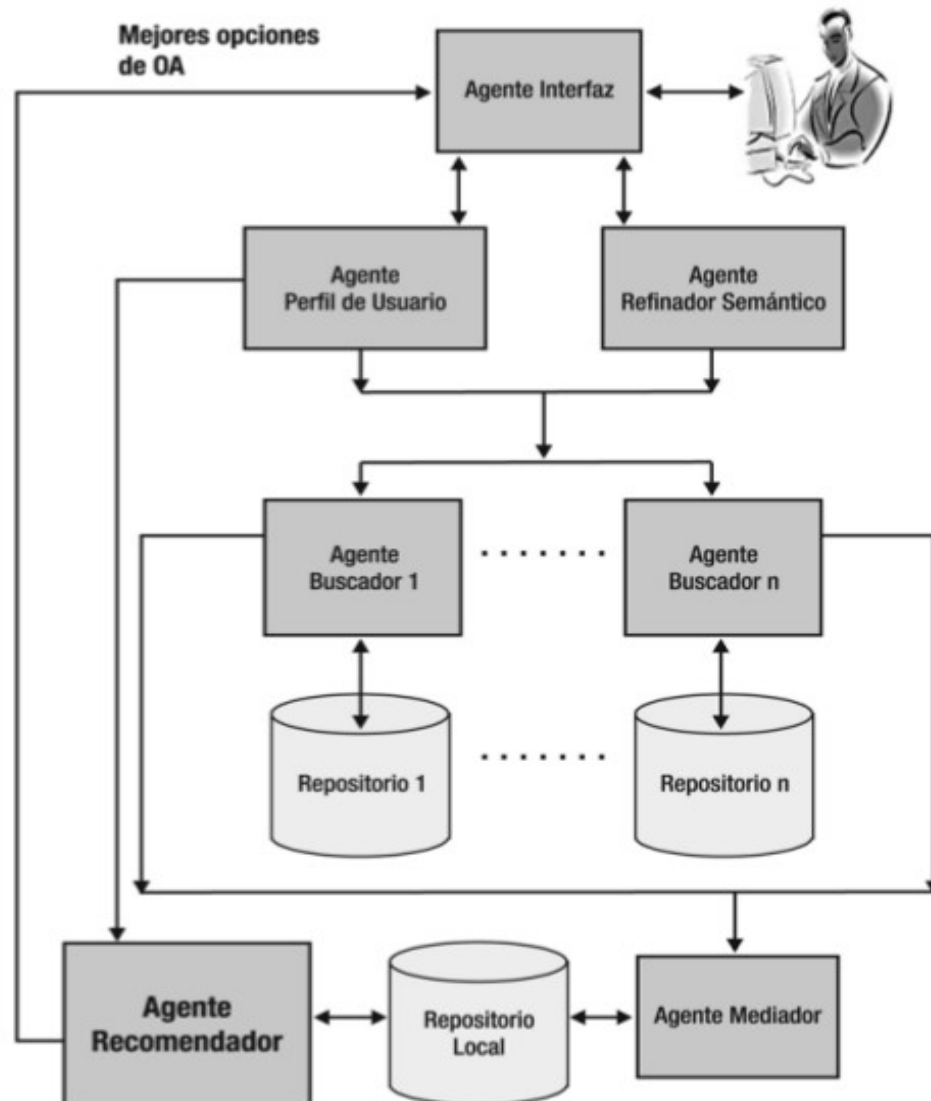 Mejores opciones
de OA
Agente Interfaz
Agente
Perfil de Usuario
Agente
Refinador Semántico
Agente
Buscador 1
Agente
Buscador n
Repositorio 1
Repositorio n
Agente
Recomendador
Repositorio
Local
Agente Mediador